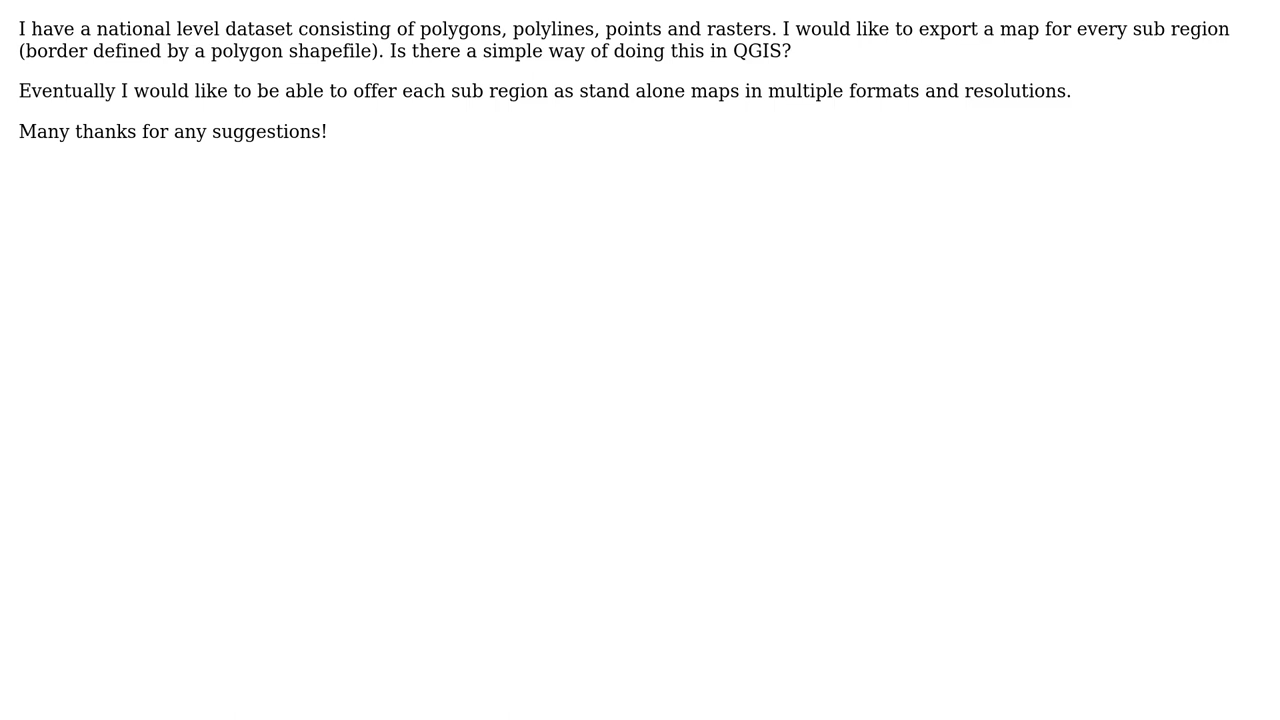 I have a national level dataset consisting of polygons, polylines, points and rasters. I would like to export a map for every sub region
(border defined by a polygon shapefile). Is there a simple way of doing this in QGIS?
Eventually I would like to be able to offer each sub region as stand alone maps in multiple formats and resolutions.
Many thanks for any suggestions!